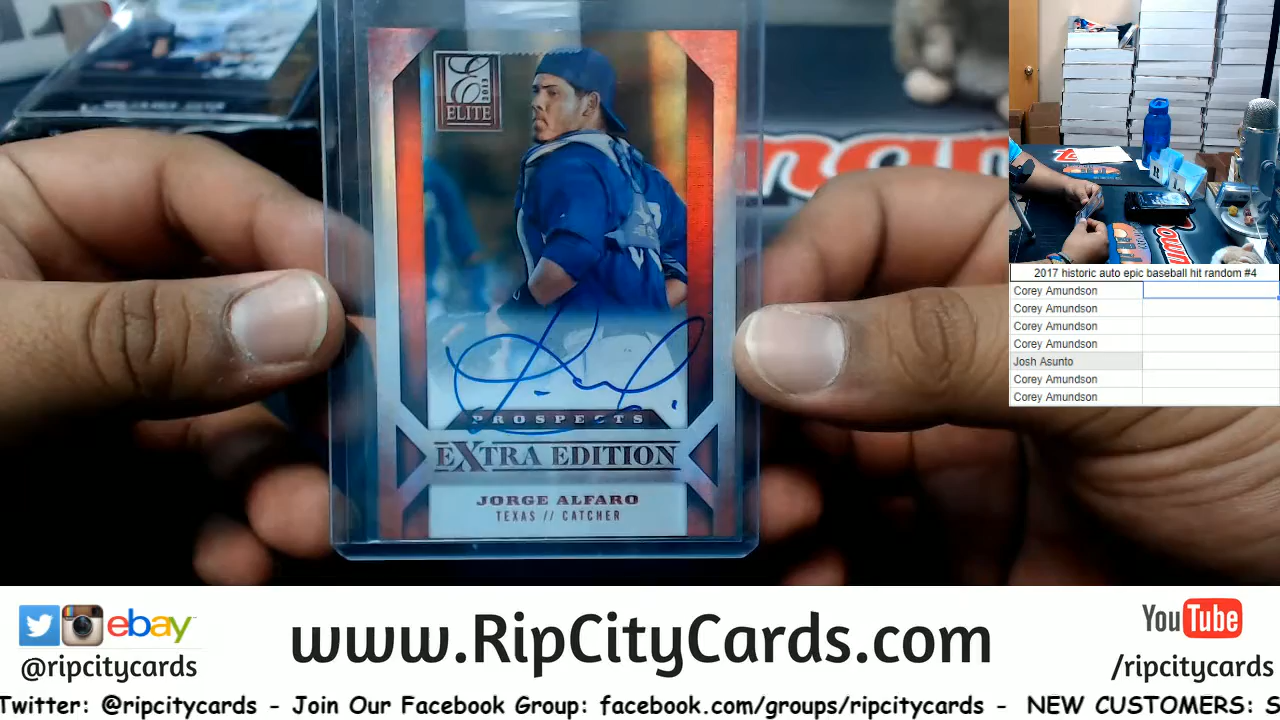 2013
ELITE
PROSPECTS
EXTRA EDITION
JORGE ALFARO
TEXAS // CATCHER
2017 historic auto epic baseball hit random #4
Corey Amundson
Corey Amundson
Corey Amundson
Corey Amundson
Josh Asunto
Corey Amundson
Corey Amundson
ebay
@ripcitycards
www.RipCityCards.com
YouTube
/ripcitycards
Twitter: @ripcitycards - Join Our Facebook Group: facebook.com/groups/ripcitycards - NEW CUSTOMERS: S